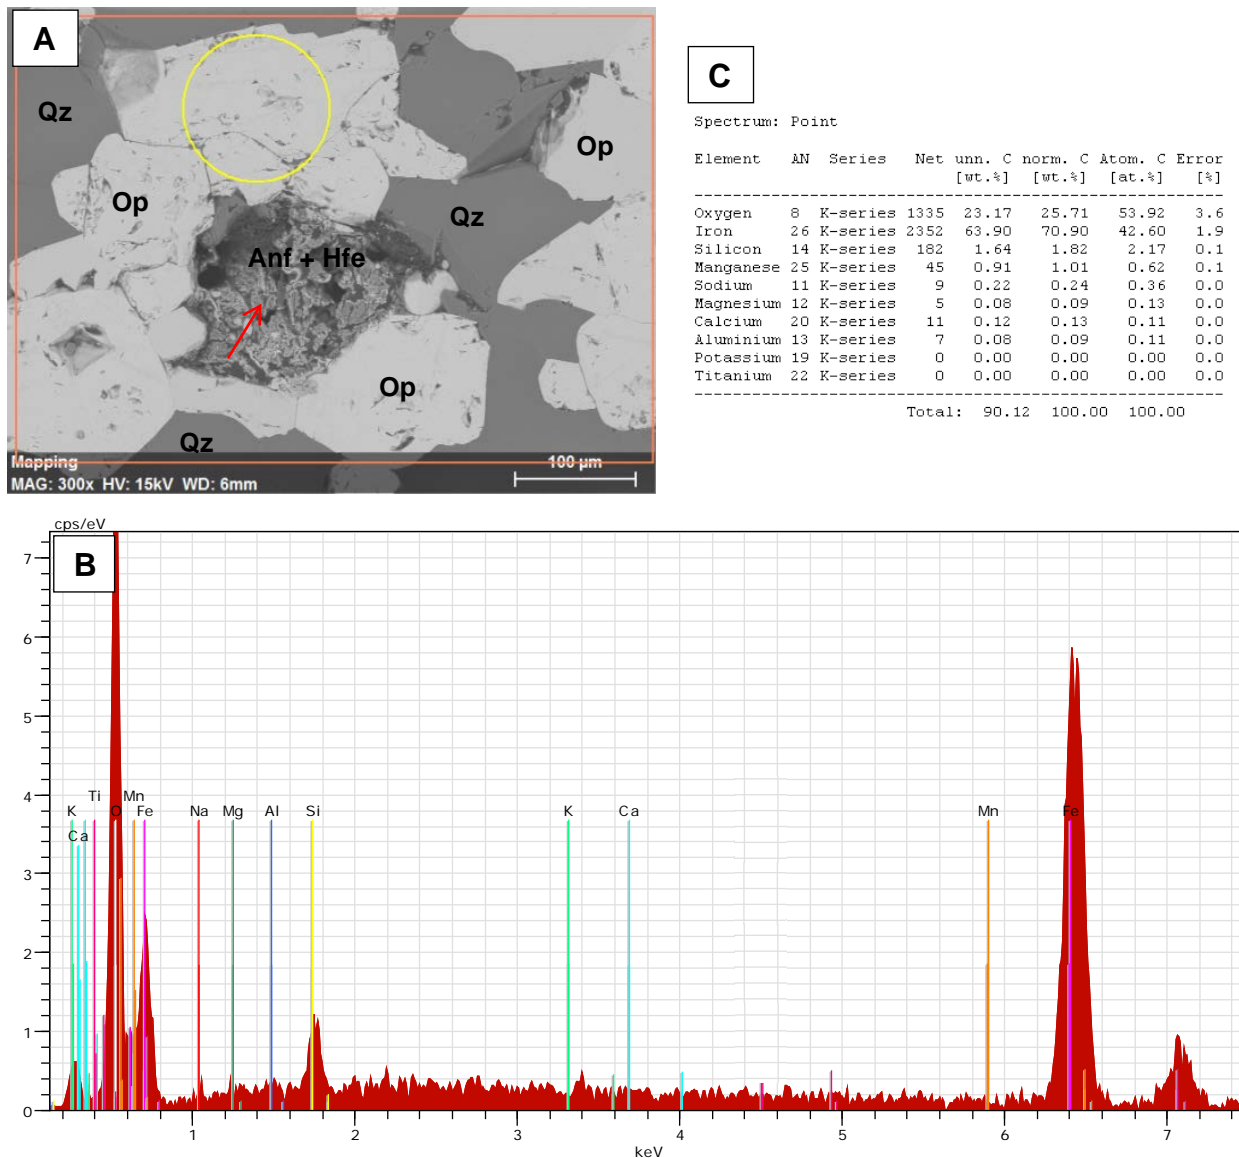 A
Qz
Op
Op
Qz
Anf + Hfe
Op
Qz
Mapping
100 µm
MAG: 300x HV: 15kV WD: 6mm
C
Spectrum: Point
Element AN Series Net unn. C norm. C Atom. C Error
[wt.%] [wt.%] [at.%] [%]
Oxygen 8 K-series 1335 23.17 25.71 53.92 3.6
Iron 26 K-series 2352 63.90 70.90 42.60 1.9
Silicon 14 K-series 182 1.64 1.82 2.17 0.1
Manganese 25 K-series 45 0.91 1.01 0.62 0.1
Sodium 11 K-series 9 0.22 0.24 0.36 0.0
Magnesium 12 K-series 5 0.08 0.09 0.13 0.0
Calcium 20 K-series 11 0.12 0.13 0.11 0.0
Aluminium 13 K-series 7 0.08 0.09 0.11 0.0
Potassium 19 K-series 0 0.00 0.00 0.00 0.0
Titanium 22 K-series 0 0.00 0.00 0.00 0.0
Total: 90.12 100.00 100.00
cps/eV
B
7
6
5
4
3
2
1
0
Ti Mn
K O Fe Na Mg Al Si K Ca Mn Fe
Ca
1 2 3 4 5 6 7
keV